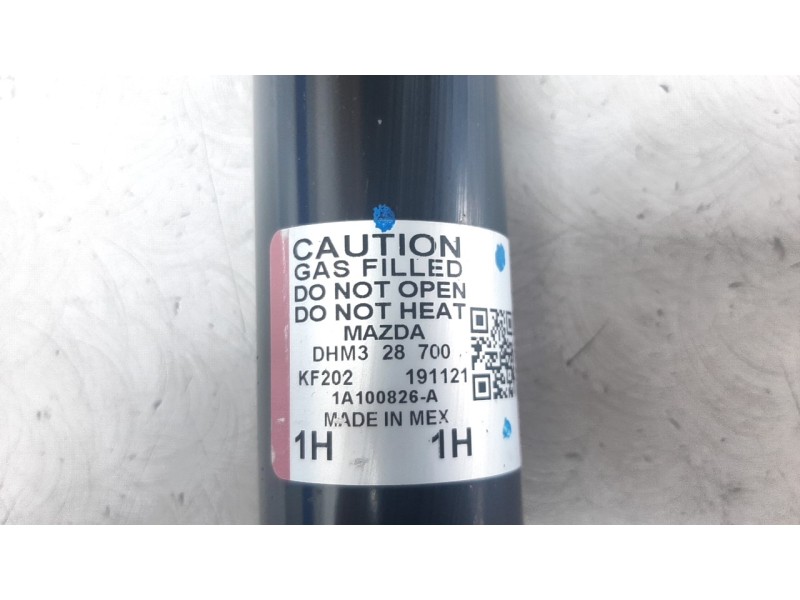 CAUTION
GAS FILLED
DO NOT OPEN
DO NOT HEAT
MAZDA
DHM3 28 700
KF202 191121
1A100826-A
MADE IN MEX
1H 1H